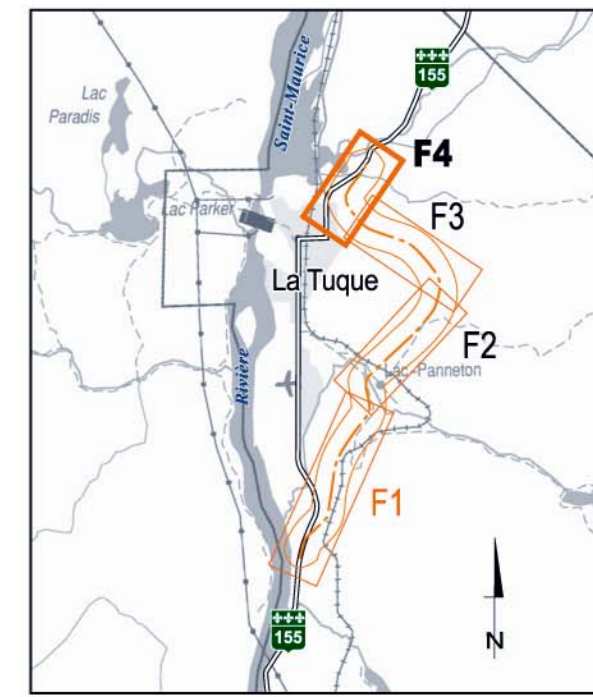 155
Lac
Paradis
Saint-Maurice
F4
Lac Parker
F3
La Tuque
F2
Lac-Panneton
Rivière
F1
155
N